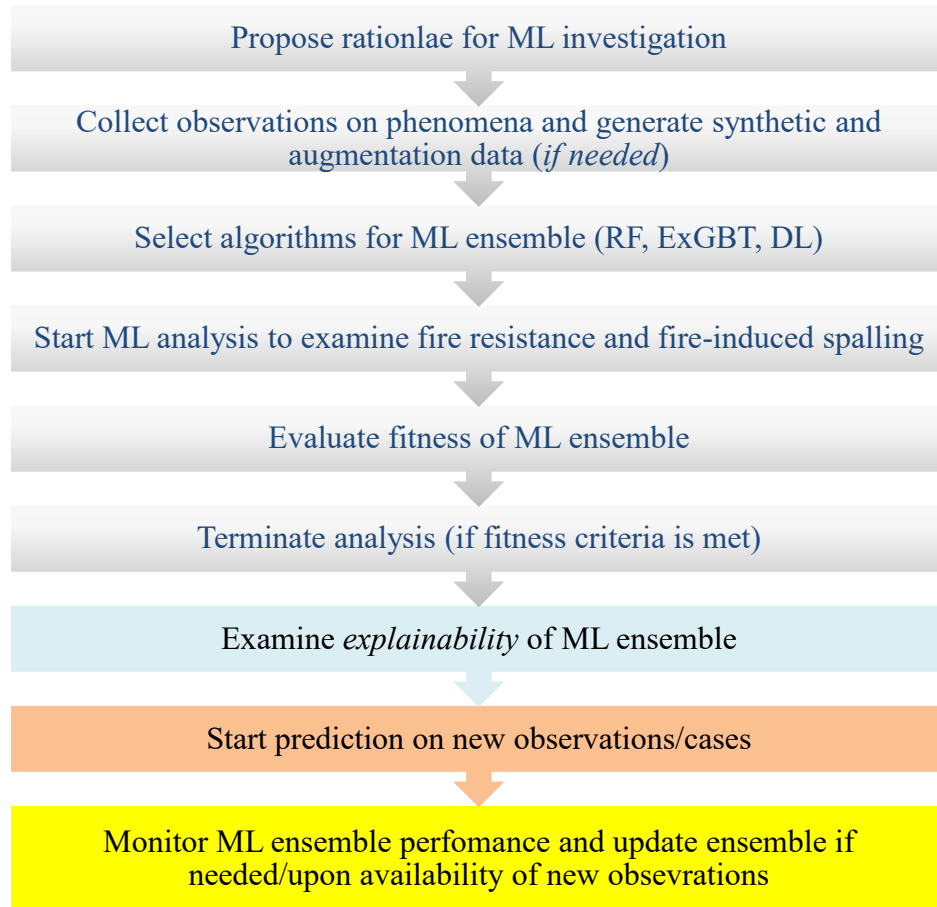 Propose rationlae for ML investigation
Collect observations on phenomena and generate synthetic and
augmentation data (if needed)
Select algorithms for ML ensemble (RF, ExGBT, DL)
Start ML analysis to examine fire resistance and fire-induced spalling
Evaluate fitness of ML ensemble
Terminate analysis (if fitness criteria is met)
Examine explainability of ML ensemble
Start prediction on new observations/cases
Monitor ML ensemble perfomance and update ensemble if
needed/upon availability of new obsevrations